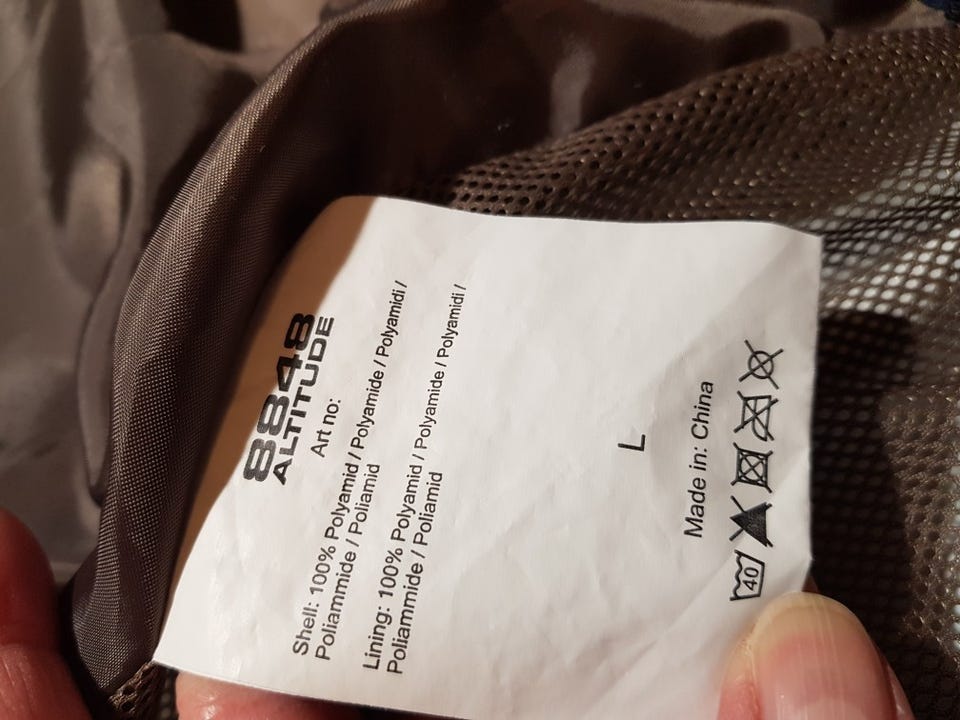 8848
ALTITUDE
Art no:
Shell: 100% Polyamid / Polyamide / Polyamidi /
Poliammide / Poliamid
Lining: 100% Polyamid / Polyamide / Polyamidi /
Poliammide / Poliamid
L
Made in: China
40